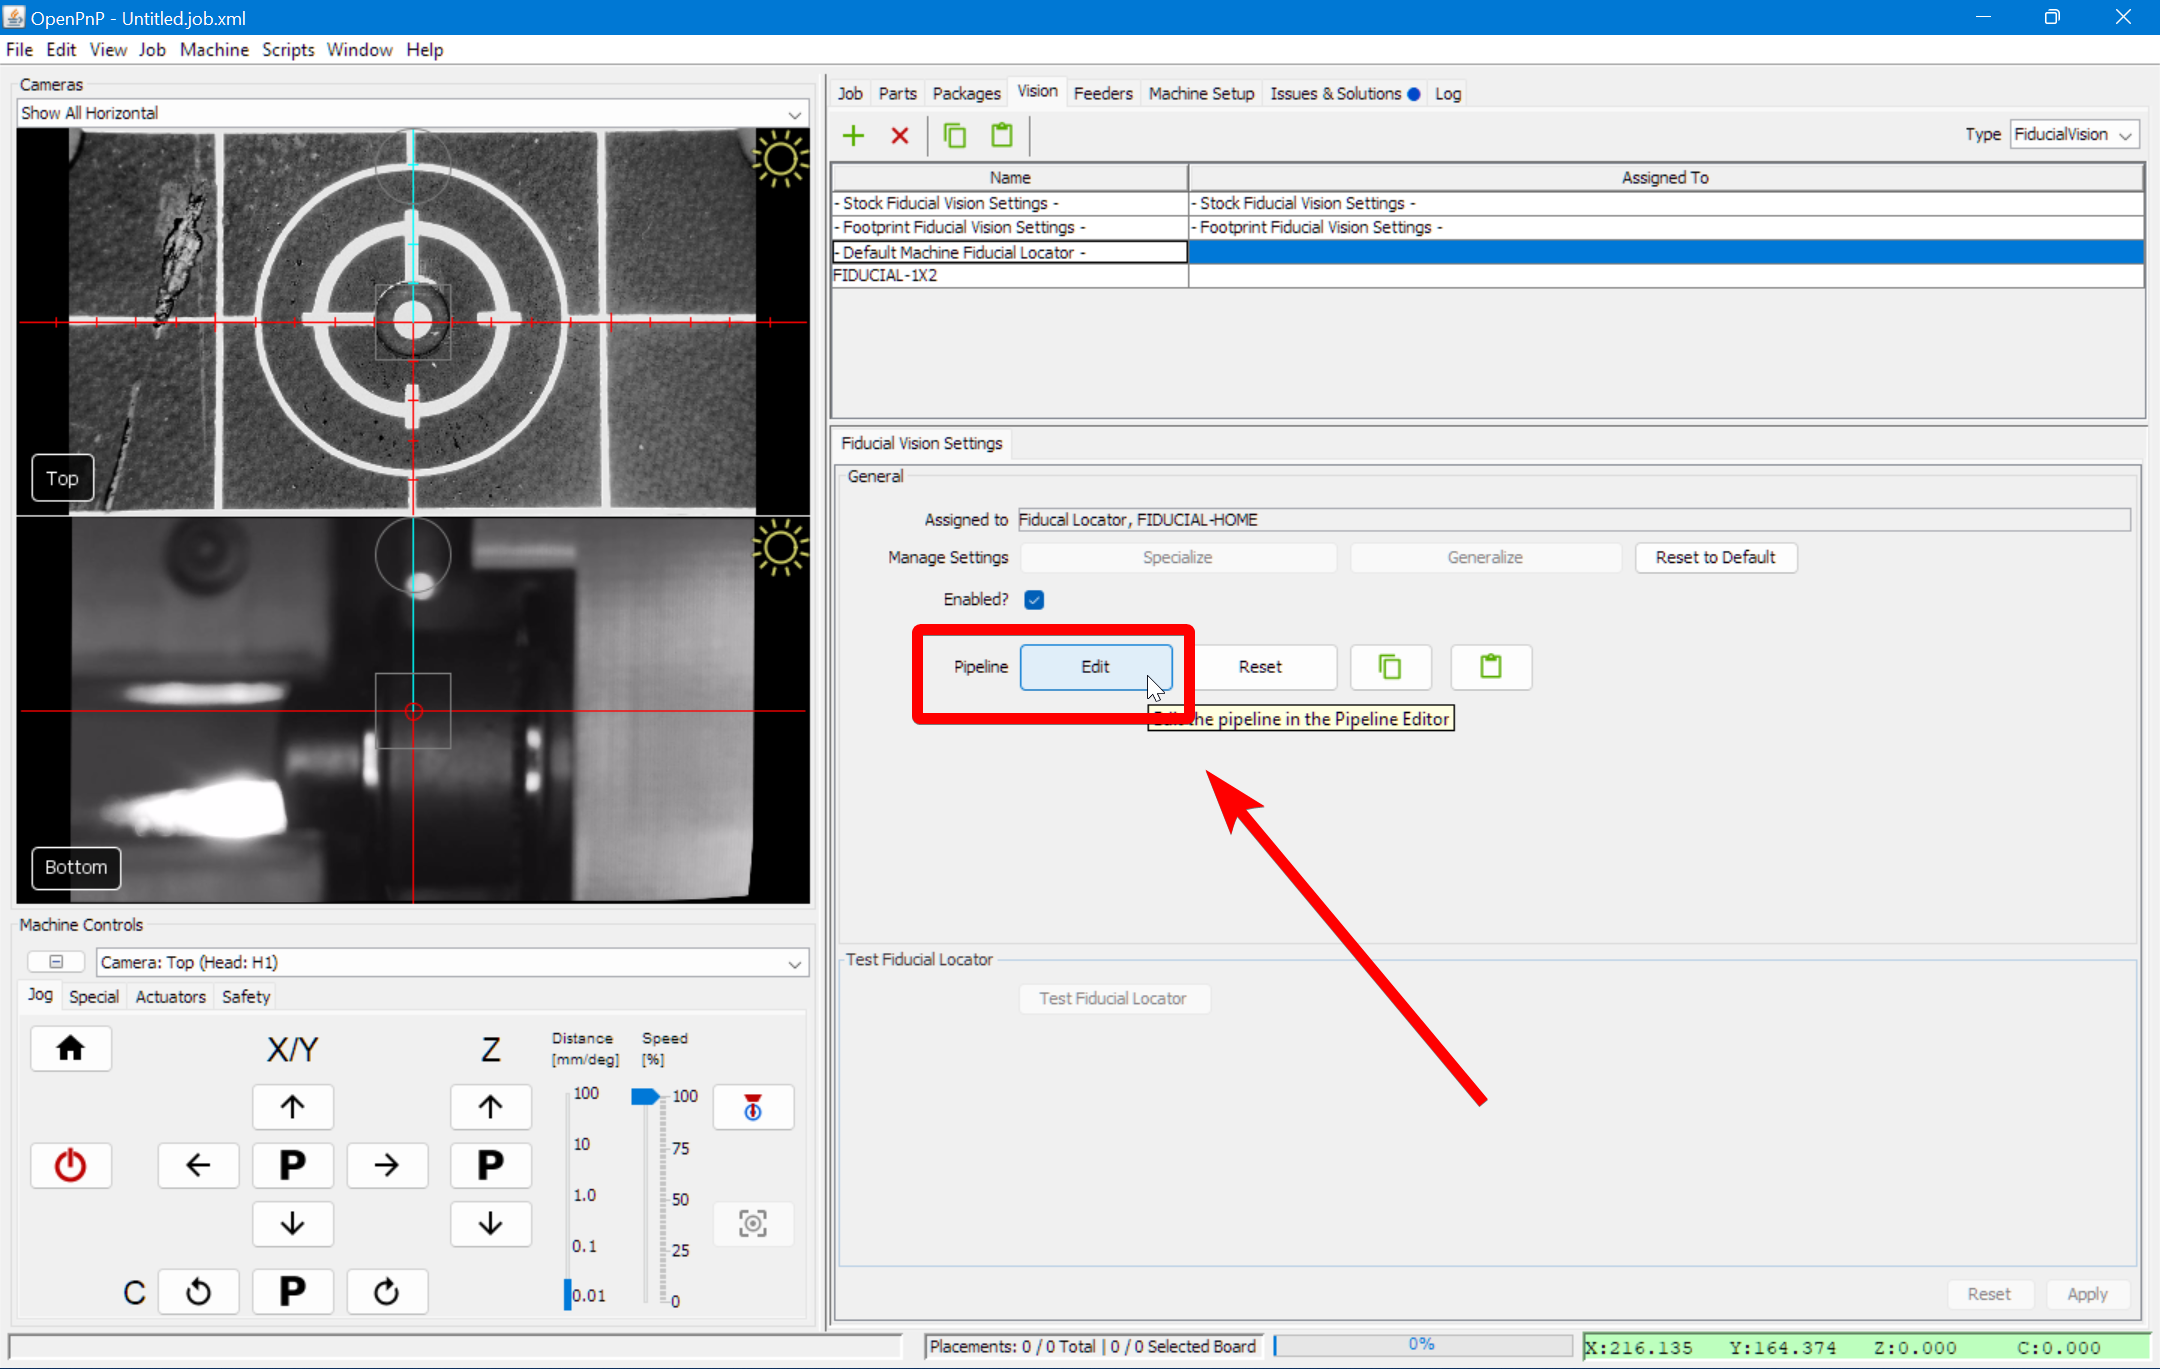 OpenPnP - Untitled.job.xml
File Edit View Job Machine Scripts Window Help
Cameras
Show All Horizontal
Top
Bottom
Machine Controls
Camera: Top (Head: H1)
Jog Special Actuators Safety
X/Y Z
Distance [mm/deg]
Speed [%]
100
10
1.0
0.1
0.01
100
75
50
25
0
P P
C P
Job Parts Packages Vision Feeders Machine Setup Issues & Solutions Log
Type FiducialVision
Name Assigned To
- Stock Fiducial Vision Settings - - Stock Fiducial Vision Settings -
- Footprint Fiducial Vision Settings - - Footprint Fiducial Vision Settings -
- Default Machine Fiducial Locator -
FIDUCIAL-1X2
Fiducial Vision Settings
General
Assigned to Fiducal Locator, FIDUCIAL-HOME
Manage Settings Specialize Generalize Reset to Default
Enabled?
Pipeline Edit Reset
the pipeline in the Pipeline Editor
Test Fiducial Locator
Test Fiducial Locator
Reset Apply
Placements: 0 / 0 Total | 0 / 0 Selected Board 0% X:216.135 Y:164.374 Z:0.000 C:0.000